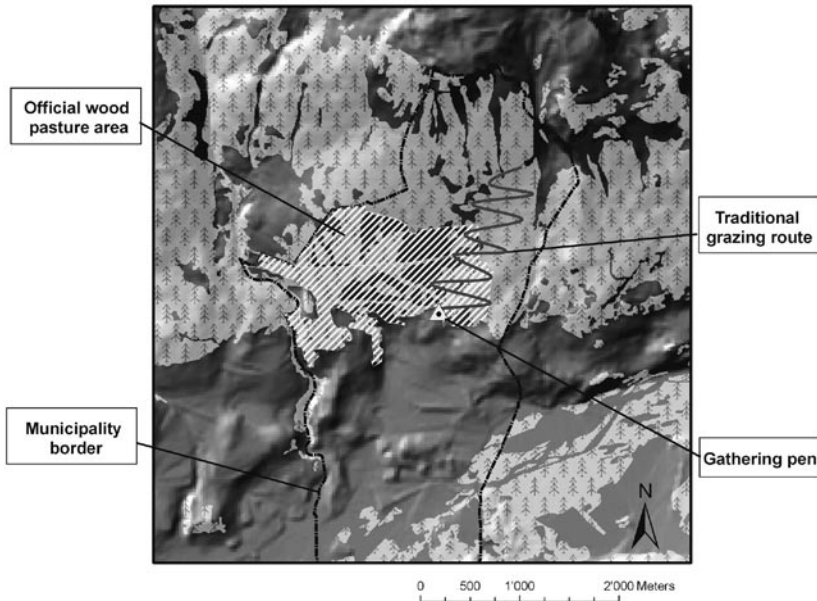 Official wood
pasture area
Traditional
grazing route
Municipality
border
Gathering pen
N
0 500 1'000 2'000 Meters